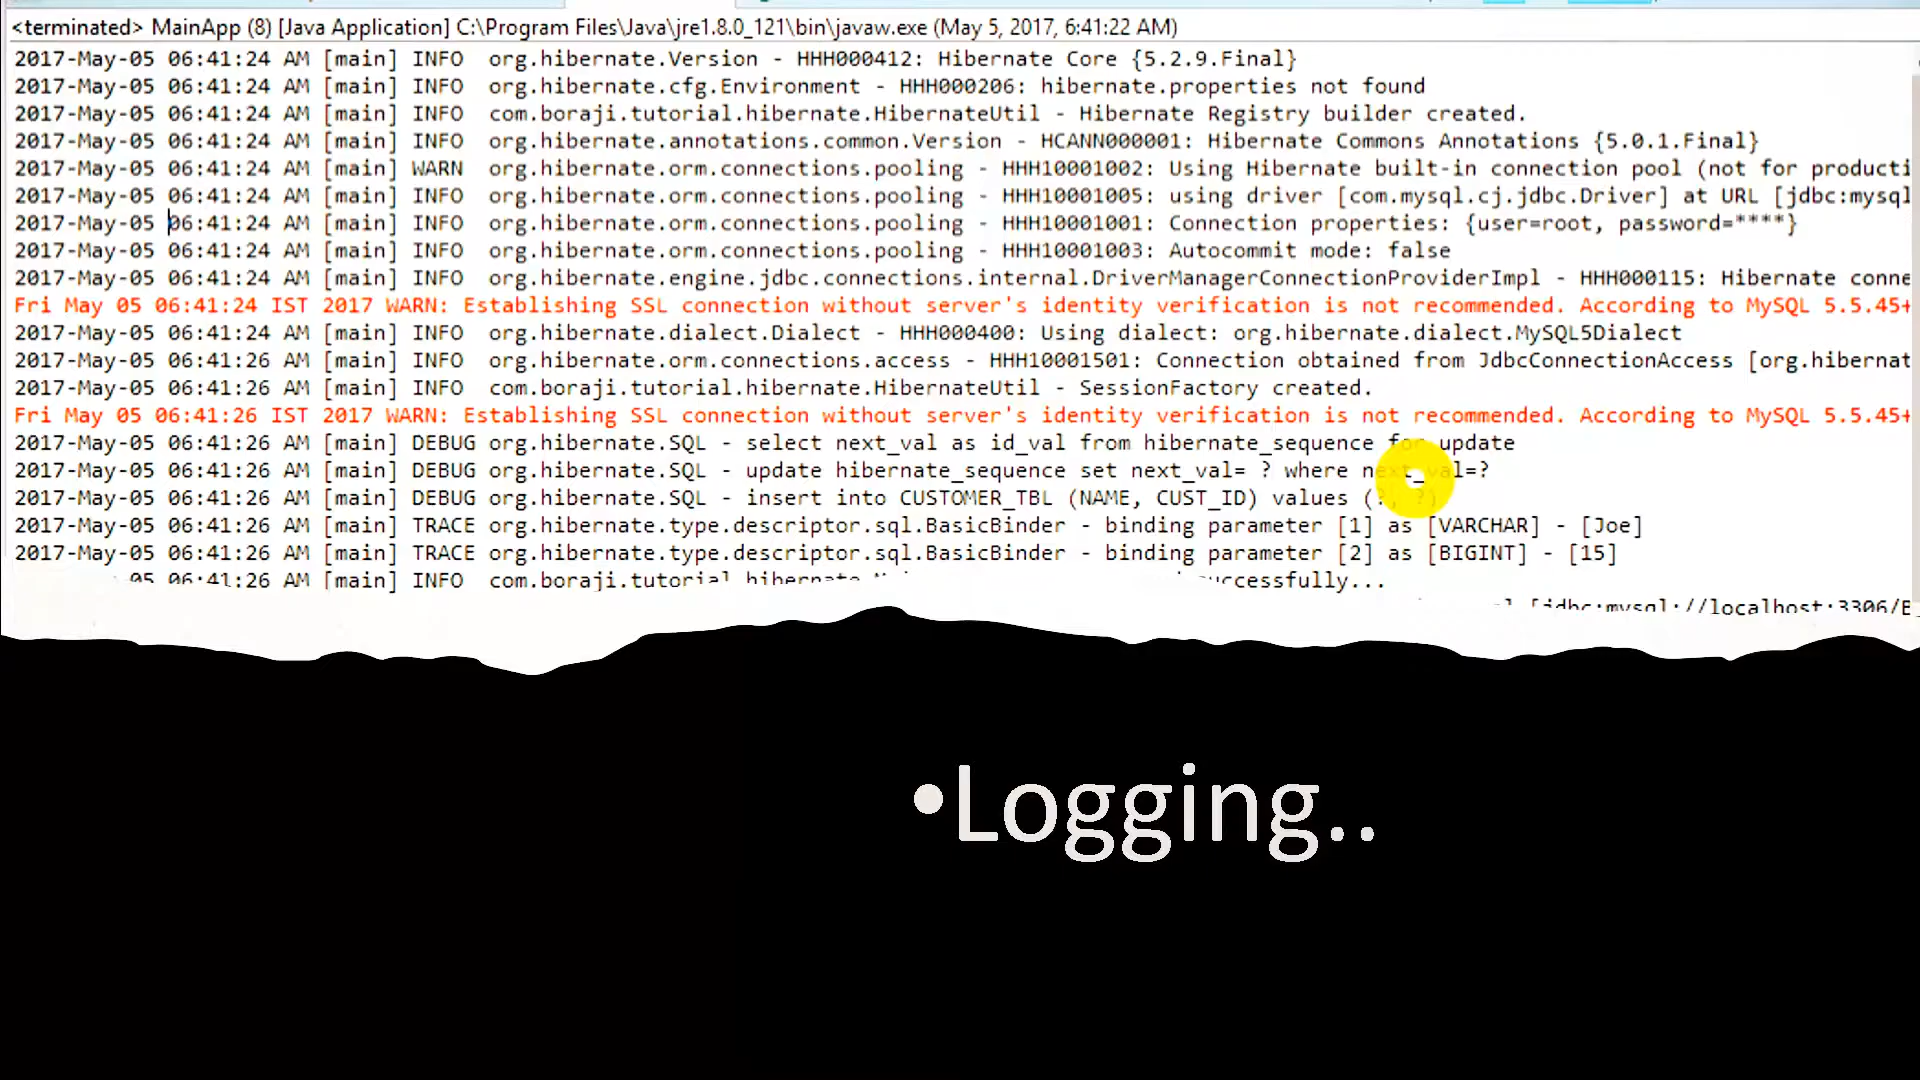 <terminated> MainApp (8) [Java Application] C:\Program Files\Java\jre1.8.0_121\bin\javaw.exe (May 5, 2017, 6:41:22 AM)
2017-May-05 06:41:24 AM [main] INFO  org.hibernate.Version - HHH000412: Hibernate Core {5.2.9.Final}
2017-May-05 06:41:24 AM [main] INFO  org.hibernate.cfg.Environment - HHH000206: hibernate.properties not found
2017-May-05 06:41:24 AM [main] INFO  com.boraji.tutorial.hibernate.HibernateUtil - Hibernate Registry builder created.
2017-May-05 06:41:24 AM [main] INFO  org.hibernate.annotations.common.Version - HCANN000001: Hibernate Commons Annotations {5.0.1.Final}
2017-May-05 06:41:24 AM [main] WARN  org.hibernate.orm.connections.pooling - HHH10001002: Using Hibernate built-in connection pool (not for producti
2017-May-05 06:41:24 AM [main] INFO  org.hibernate.orm.connections.pooling - HHH10001005: using driver [com.mysql.cj.jdbc.Driver] at URL [jdbc:mysql
2017-May-05 06:41:24 AM [main] INFO  org.hibernate.orm.connections.pooling - HHH10001001: Connection properties: {user=root, password=****}
2017-May-05 06:41:24 AM [main] INFO  org.hibernate.orm.connections.pooling - HHH10001003: Autocommit mode: false
2017-May-05 06:41:24 AM [main] INFO  org.hibernate.engine.jdbc.connections.internal.DriverManagerConnectionProviderImpl - HHH000115: Hibernate conne
Fri May 05 06:41:24 IST 2017 WARN: Establishing SSL connection without server's identity verification is not recommended. According to MySQL 5.5.45+
2017-May-05 06:41:24 AM [main] INFO  org.hibernate.dialect.Dialect - HHH000400: Using dialect: org.hibernate.dialect.MySQL5Dialect
2017-May-05 06:41:26 AM [main] INFO  org.hibernate.orm.connections.access - HHH10001501: Connection obtained from JdbcConnectionAccess [org.hibernat
2017-May-05 06:41:26 AM [main] INFO  com.boraji.tutorial.hibernate.HibernateUtil - SessionFactory created.
Fri May 05 06:41:26 IST 2017 WARN: Establishing SSL connection without server's identity verification is not recommended. According to MySQL 5.5.45+
2017-May-05 06:41:26 AM [main] DEBUG org.hibernate.SQL - select next_val as id_val from hibernate_sequence for update
2017-May-05 06:41:26 AM [main] DEBUG org.hibernate.SQL - update hibernate_sequence set next_val= ? where next_val=?
2017-May-05 06:41:26 AM [main] DEBUG org.hibernate.SQL - insert into CUSTOMER_TBL (NAME, CUST_ID) values (?, ?)
2017-May-05 06:41:26 AM [main] TRACE org.hibernate.type.descriptor.sql.BasicBinder - binding parameter [1] as [VARCHAR] - [Joe]
2017-May-05 06:41:26 AM [main] TRACE org.hibernate.type.descriptor.sql.BasicBinder - binding parameter [2] as [BIGINT] - [15]
05 06:41:26 AM [main] INFO  com.boraji.tutorial hibernate
[jdbc:mysql://localhost:3306/B
•Logging..